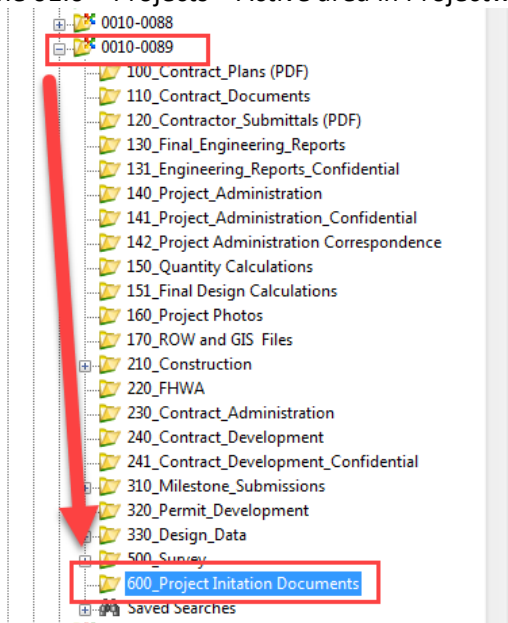 0010-0088
0010-0089
100_Contract_Plans (PDF)
110_Contract_Documents
120_Contractor_Submittals (PDF)
130_Final_Engineering_Reports
131_Engineering_Reports_Confidential
140_Project_Administration
141_Project_Administration_Confidential
142_Project Administration Correspondence
150_Quantity Calculations
151_Final Design Calculations
160_Project Photos
170_ROW and GIS Files
210_Construction
220_FHWA
230_Contract_Administration
240_Contract_Development
241_Contract_Development_Confidential
310_Milestone_Submissions
320_Permit_Development
330_Design_Data
500_Survey
600_Project Initation Documents
Saved Searches